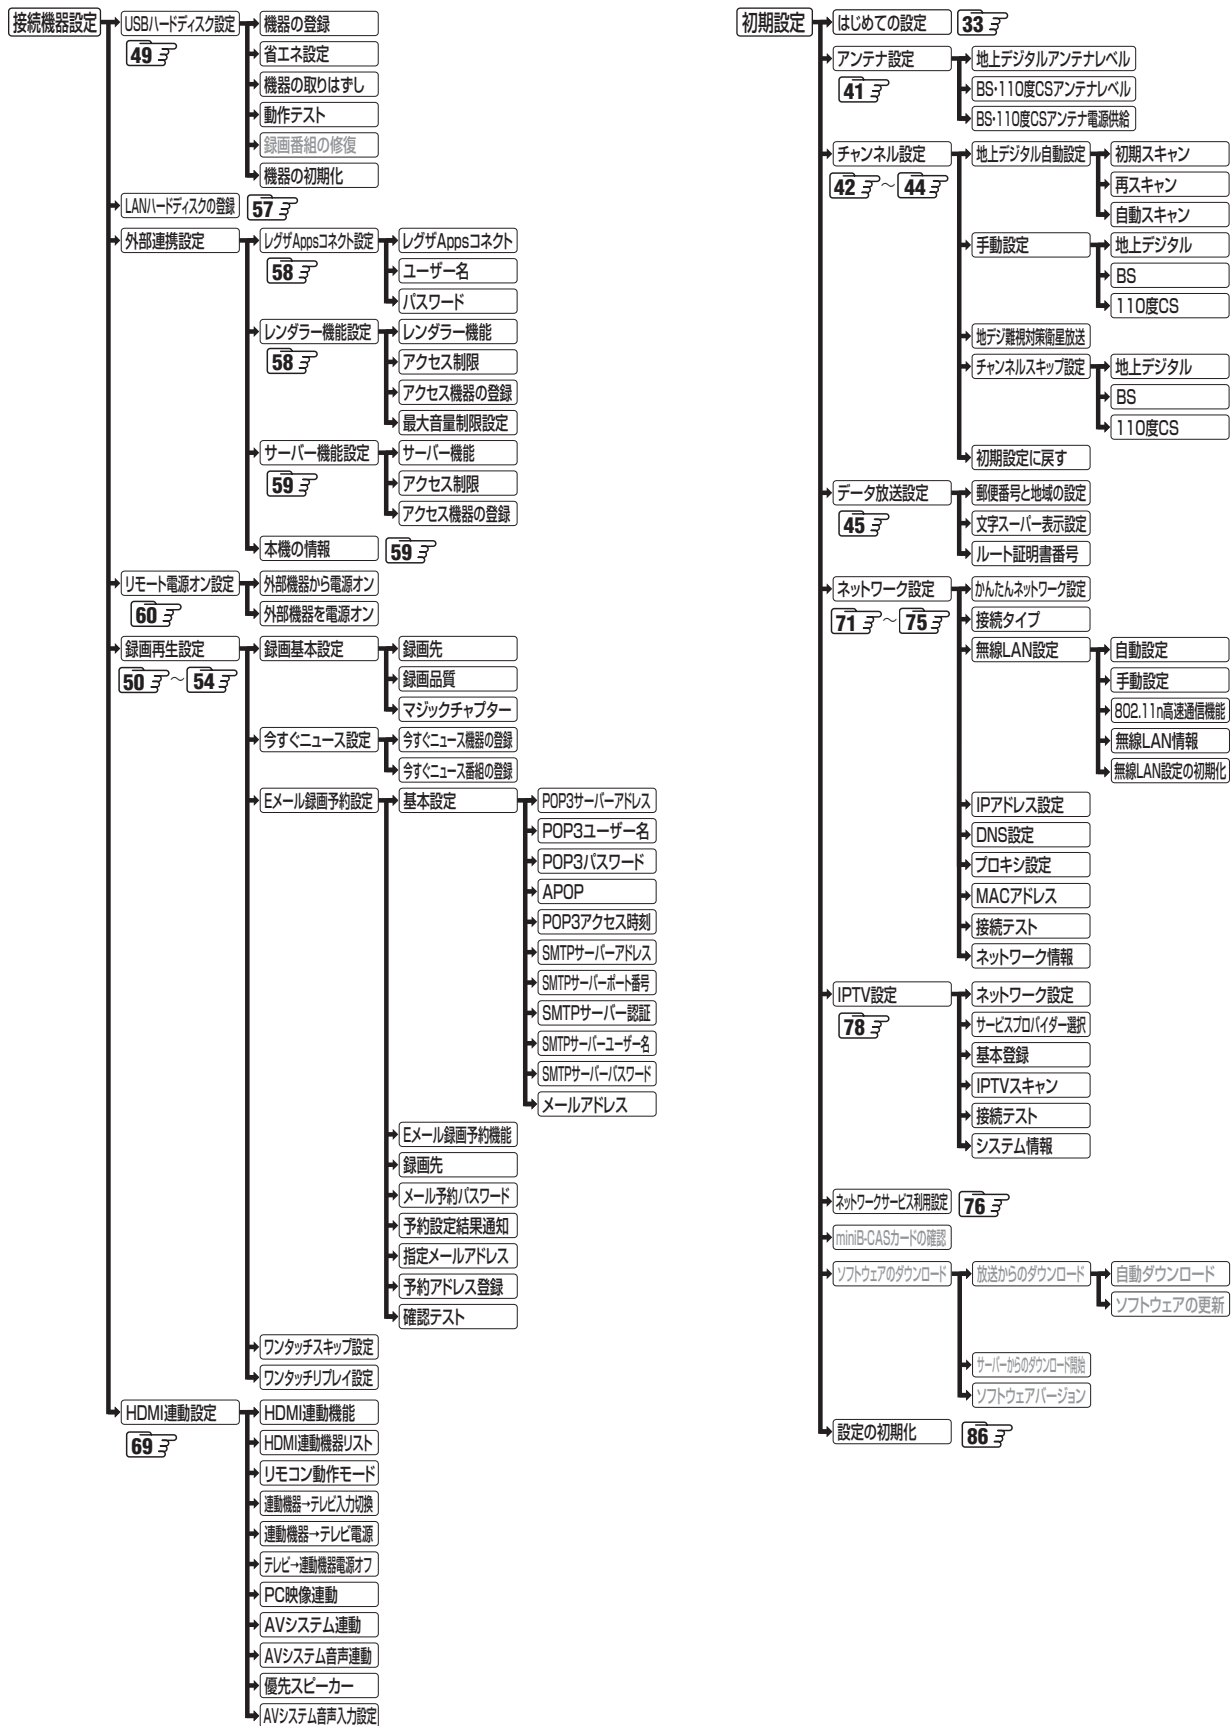 接続機器設定
USBハードディスク設定
49
機器の登録
省エネ設定
機器の取りはずし
動作テスト
録画番組の修復
機器の初期化
LANハードディスクの登録
57
外部連携設定
レグザAppsコネクト設定
58
レグザAppsコネクト
ユーザー名
パスワード
レンダラー機能設定
58
レンダラー機能
アクセス制限
アクセス機器の登録
最大音量制限設定
サーバー機能設定
59
サーバー機能
アクセス制限
アクセス機器の登録
本機の情報
59
リモート電源オン設定
60
外部機器から電源オン
外部機器を電源オン
録画再生設定
50 ～ 54
録画基本設定
録画先
録画品質
マジックチャプター
今すぐニュース設定
今すぐニュース機器の登録
今すぐニュース番組の登録
Eメール録画予約設定
基本設定
POP3サーバーアドレス
POP3ユーザー名
POP3パスワード
APOP
POP3アクセス時刻
SMTPサーバーアドレス
SMTPサーバーポート番号
SMTPサーバー認証
SMTPサーバーユーザー名
SMTPサーバーパスワード
メールアドレス
Eメール録画予約機能
録画先
メール予約パスワード
予約設定結果通知
指定メールアドレス
予約アドレス登録
確認テスト
ワンタッチスキップ設定
ワンタッチリプレイ設定
HDMI連動設定
69
HDMI連動機能
HDMI連動機器リスト
リモコン動作モード
連動機器→テレビ入力切換
連動機器→テレビ電源
テレビ→連動機器電源オフ
PC映像連動
AVシステム連動
AVシステム音声連動
優先スピーカー
AVシステム音声入力設定
初期設定
はじめての設定
33
アンテナ設定
41
地上デジタルアンテナレベル
BS・110度CSアンテナレベル
BS・110度CSアンテナ電源供給
チャンネル設定
42 ～ 44
地上デジタル自動設定
初期スキャン
再スキャン
自動スキャン
手動設定
地上デジタル
BS
110度CS
地デジ難視対策衛星放送
チャンネルスキップ設定
地上デジタル
BS
110度CS
初期設定に戻す
データ放送設定
45
郵便番号と地域の設定
文字スーパー表示設定
ルート証明書番号
ネットワーク設定
71 ～ 75
かんたんネットワーク設定
接続タイプ
無線LAN設定
自動設定
手動設定
802.11n高速通信機能
無線LAN情報
無線LAN設定の初期化
IPアドレス設定
DNS設定
プロキシ設定
MACアドレス
接続テスト
ネットワーク情報
IPTV設定
78
ネットワーク設定
サービスプロバイダー選択
基本登録
IPTVスキャン
接続テスト
システム情報
ネットワークサービス利用設定
76
miniB-CASカードの確認
ソフトウェアのダウンロード
放送からのダウンロード
自動ダウンロード
ソフトウェアの更新
サーバーからのダウンロード開始
ソフトウェアバージョン
設定の初期化
86